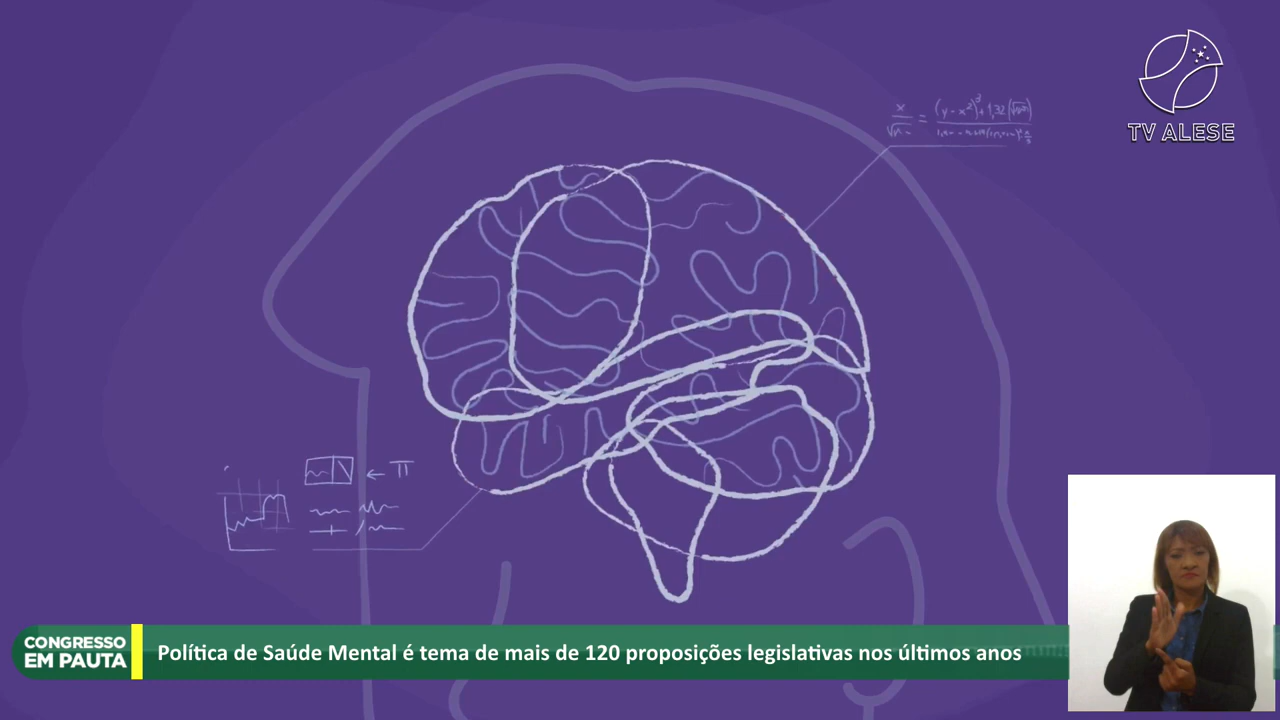 TV ALESE
π
CONGRESSO
EM PAUTA
Política de Saúde Mental é tema de mais de 120 proposições legislativas nos últimos anos